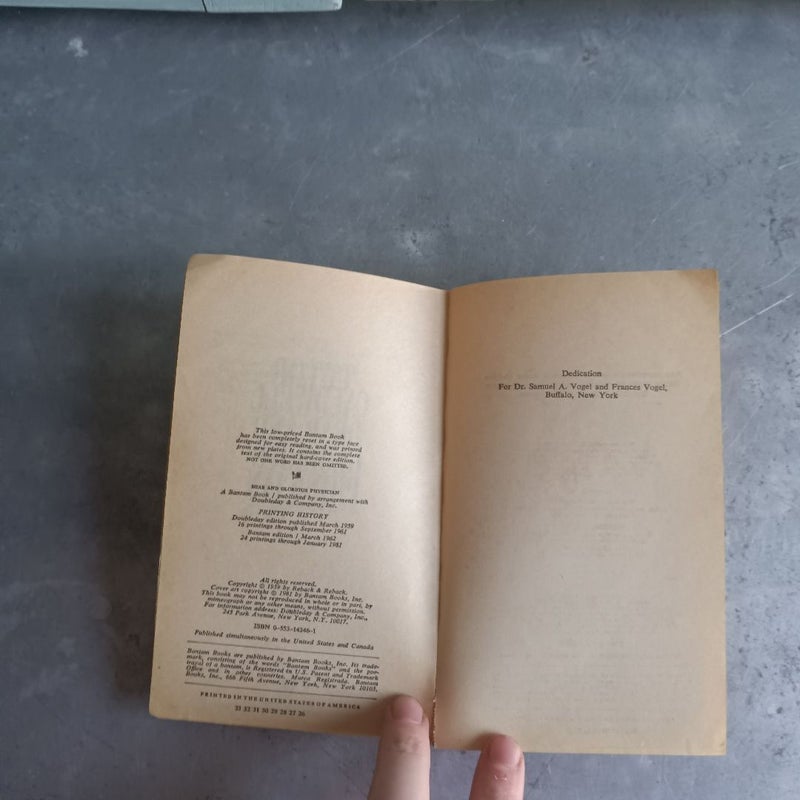 This low-priced Bantam Book
has been completely reset in a type face
designed for easy reading, and was printed
from new plates. It contains the complete
text of the original hard-cover edition.
NOT ONE WORD HAS BEEN OMITTED.
DEAR AND GLORIOUS PHYSICIAN
A Bantam Book / published by arrangement with
Doubleday & Company, Inc.
PRINTING HISTORY
Doubleday edition published March 1959
16 printings through September 1961
Bantam edition / March 1962
24 printings through January 1981
All rights reserved.
Copyright © 1959 by Reback & Reback.
Cover art copyright © 1981 by Bantam Books, Inc.
This book may not be reproduced in whole or in part, by
mimeograph or any other means, without permission.
For information address: Doubleday & Company, Inc.,
245 Park Avenue, New York, N.Y. 10017.
ISBN 0-553-14246-1
Published simultaneously in the United States and Canada
Bantam Books are published by Bantam Books, Inc. Its trade-
mark, consisting of the words "Bantam Books" and the por-
trayal of a bantam, is Registered in U.S. Patent and Trademark
Office and in other countries. Marca Registrada. Bantam
Books, Inc., 666 Fifth Avenue, New York, New York 10103.
PRINTED IN THE UNITED STATES OF AMERICA
33 32 31 30 29 28 27 26
Dedication
For Dr. Samuel A. Vogel and Frances Vogel,
Buffalo, New York